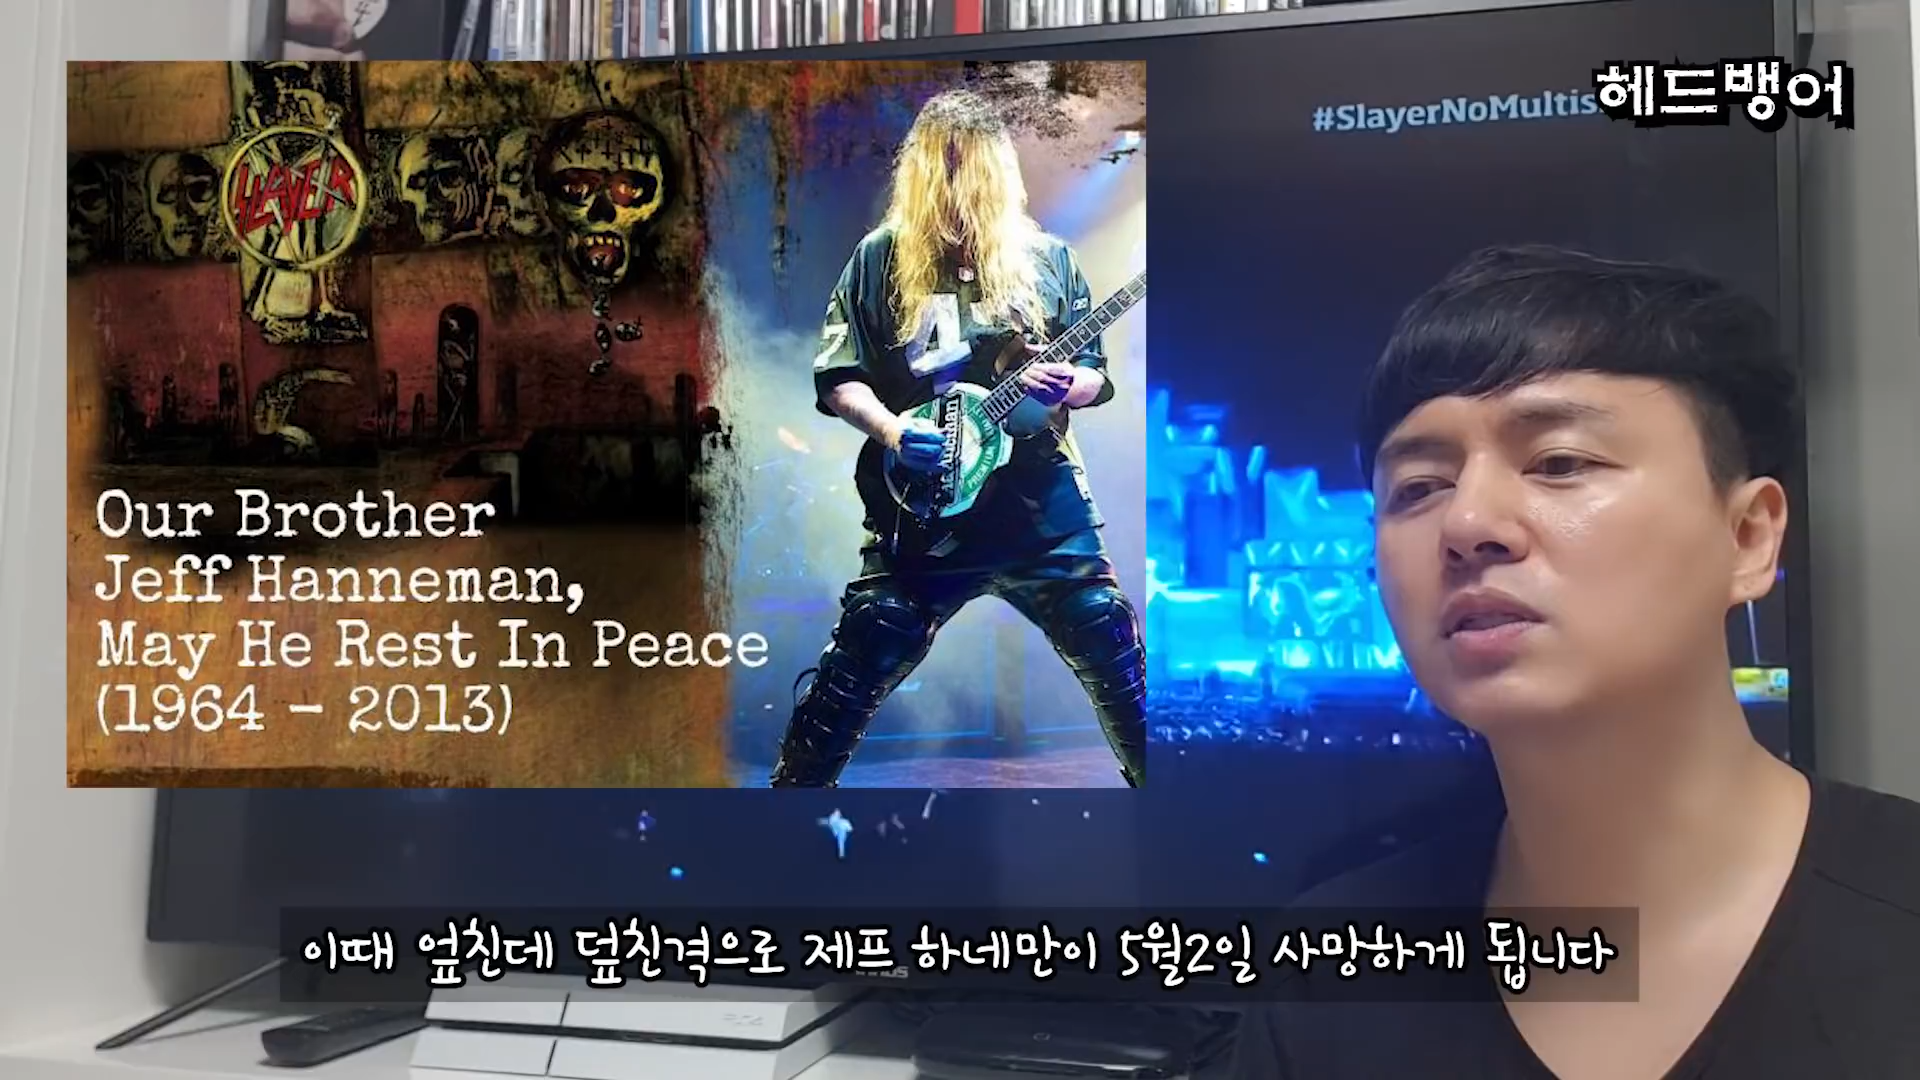 헤드뱅어
#SlayerNoMultis
SLAYER
Our Brother
Jeff Hanneman,
May He Rest In Peace
(1964 - 2013)
이때 엎친데 덮친격으로 제프 하네만이 5월2일 사망하게 됩니다